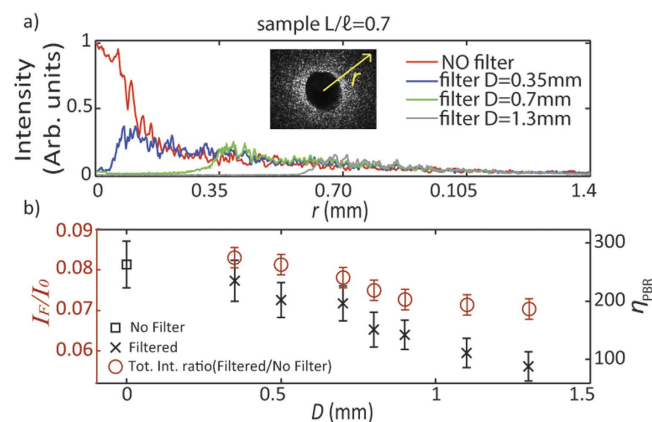 sample L/ℓ=0.7
a)
Intensity
(Arb. units)
1
0.5
0
r
NO filter
filter D=0.35mm
filter D=0.7mm
filter D=1.3mm
0 0.35 0.70 0.105 1.4
r (mm)
b)
I_F/I_0
0.09
0.08
0.07
0.06
No Filter
Filtered
Tot. Int. ratio(Filtered/No Filter)
300
200
100
η_PBR
0 0.5 1 1.5
D (mm)